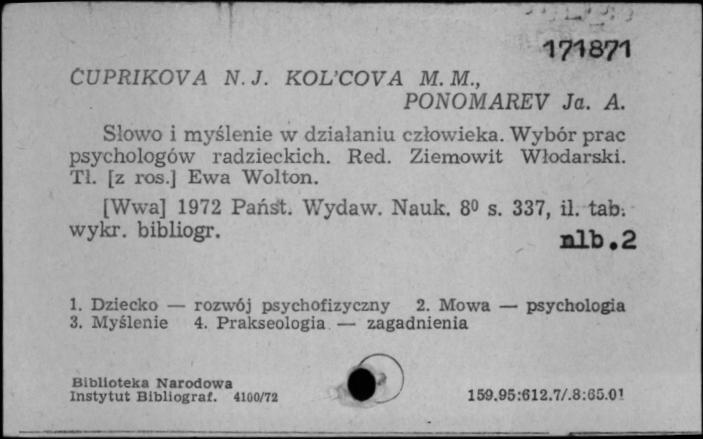 171871
ČUPRIKOVA N. J. KOL'COVA M. M.,
PONOMAREV Ja. A.
Słowo i myślenie w działaniu człowieka. Wybór prac
psychologów radzieckich. Red. Ziemowit Włodarski.
Tł. [z ros.] Ewa Wolton.
[Wwa] 1972 Państ. Wydaw. Nauk. 8⁰ s. 337, il. tab.
wykr. bibliogr.
nlb.2
1. Dziecko — rozwój psychofizyczny 2. Mowa — psychologia
3. Myślenie 4. Prakseologia — zagadnienia
Biblioteka Narodowa
Instytut Bibliograf. 4100/72
159.95:612.7/.8:65.01